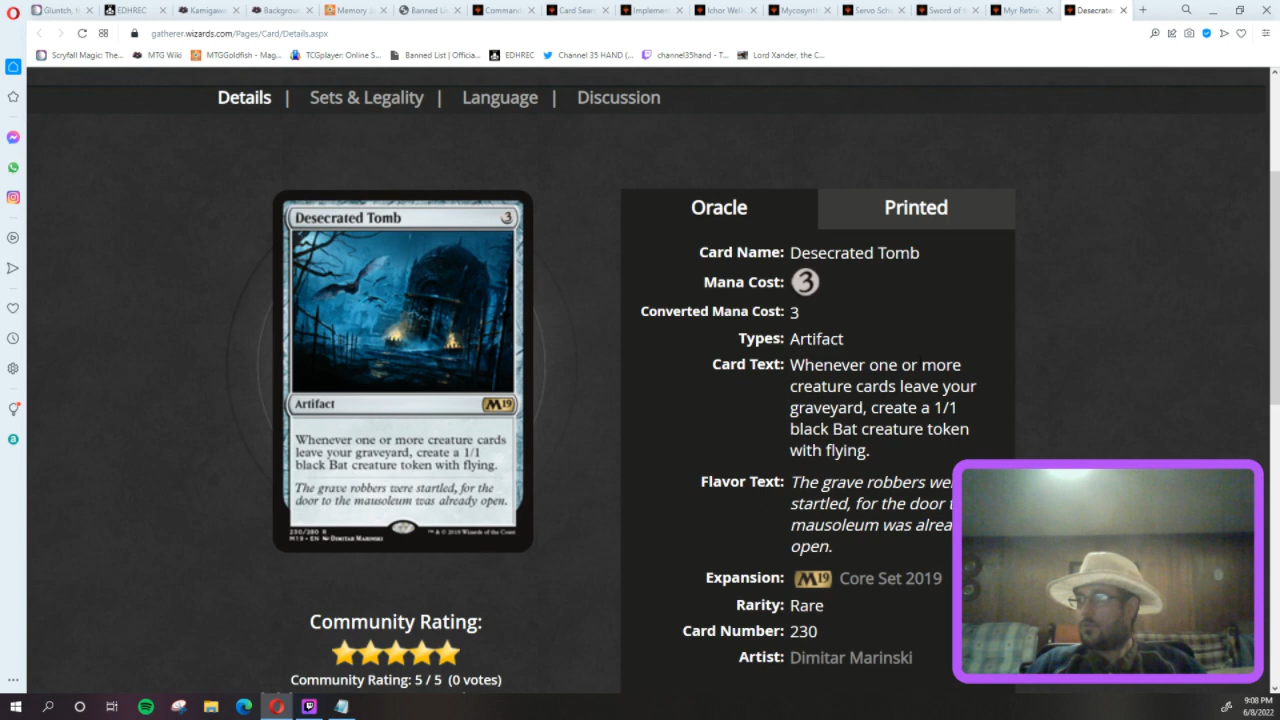 Gluntch, t
EDHREC
Kamigawa
Backgroun
Memory J
Banned Li
Command
Card Sear
Implemen
Ichor Well
Mycosynt
Servo Sch
Sword of t
Myr Retrie
Desecrate
gatherer.wizards.com/Pages/Card/Details.aspx
Scryfall Magic: The...
MTG Wiki
MTGGoldfish - Mag...
TCGplayer: Online S...
Banned List | Officia...
EDHREC
Channel 35 HAND (...
channel35hand - T...
Lord Xander, the C...
Details | Sets & Legality | Language | Discussion
Desecrated Tomb 3
Artifact M19
Whenever one or more creature cards
leave your graveyard, create a 1/1
black Bat creature token with flying.
The grave robbers were startled, for the
door to the mausoleum was already open.
230/280 R
M19 • EN DIMITAR MARINSKI
™ & © 2019 Wizards of the Coast
Community Rating:
Community Rating: 5 / 5 (0 votes)
Oracle Printed
Card Name: Desecrated Tomb
Mana Cost: 3
Converted Mana Cost: 3
Types: Artifact
Card Text: Whenever one or more
creature cards leave your
graveyard, create a 1/1
black Bat creature token
with flying.
Flavor Text: The grave robbers we
startled, for the door
mausoleum was alrea
open.
Expansion: M19 Core Set 2019
Rarity: Rare
Card Number: 230
Artist: Dimitar Marinski
9:08 PM
6/8/2022